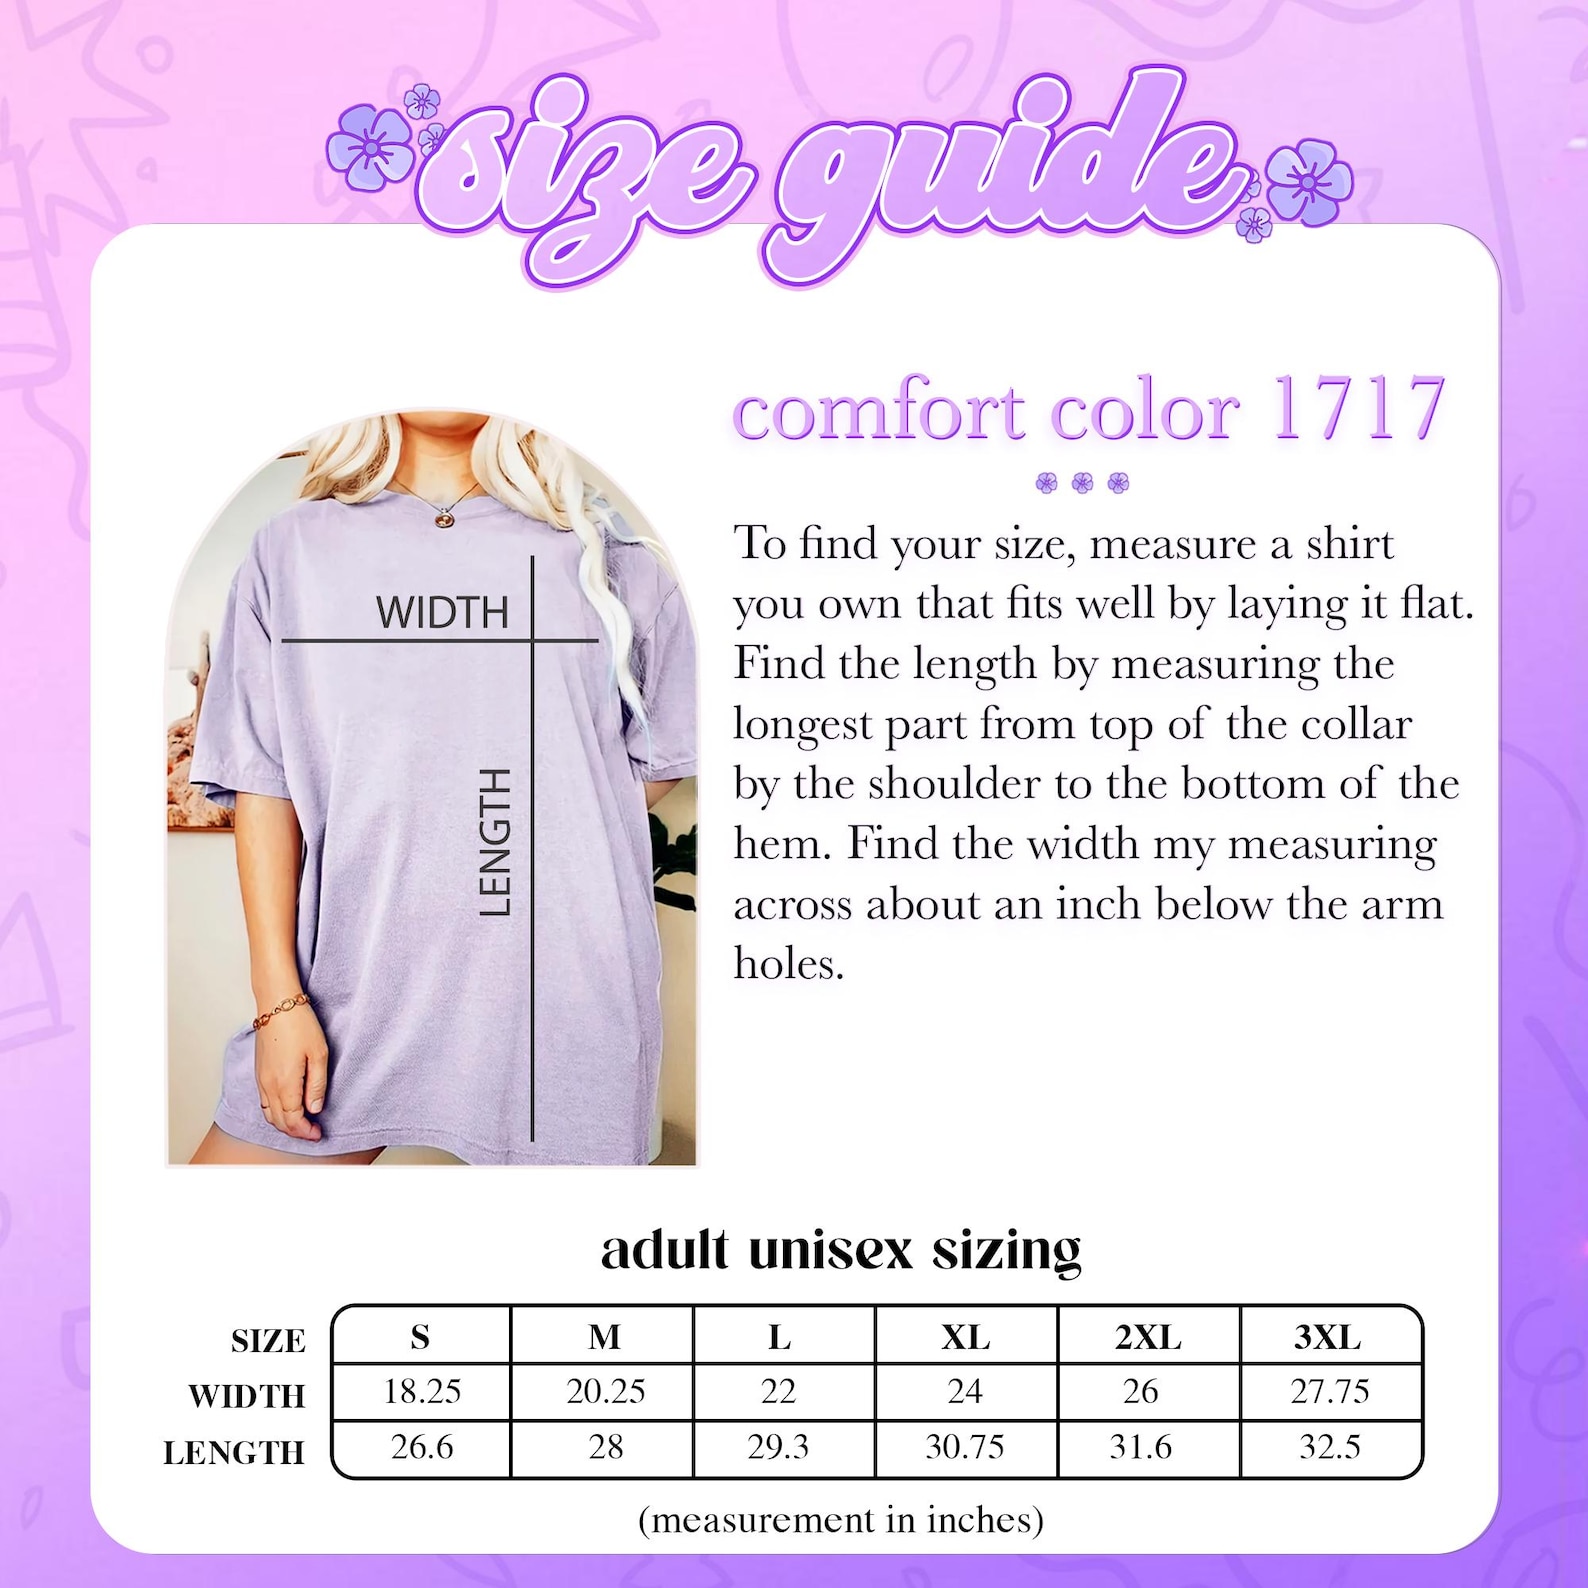 size guide
comfort color 1717
To find your size, measure a shirt
you own that fits well by laying it flat.
Find the length by measuring the
longest part from top of the collar
by the shoulder to the bottom of the
hem. Find the width my measuring
across about an inch below the arm
holes.
WIDTH
LENGTH
adult unisex sizing
SIZE S M L XL 2XL 3XL
WIDTH 18.25 20.25 22 24 26 27.75
LENGTH 26.6 28 29.3 30.75 31.6 32.5
(measurement in inches)